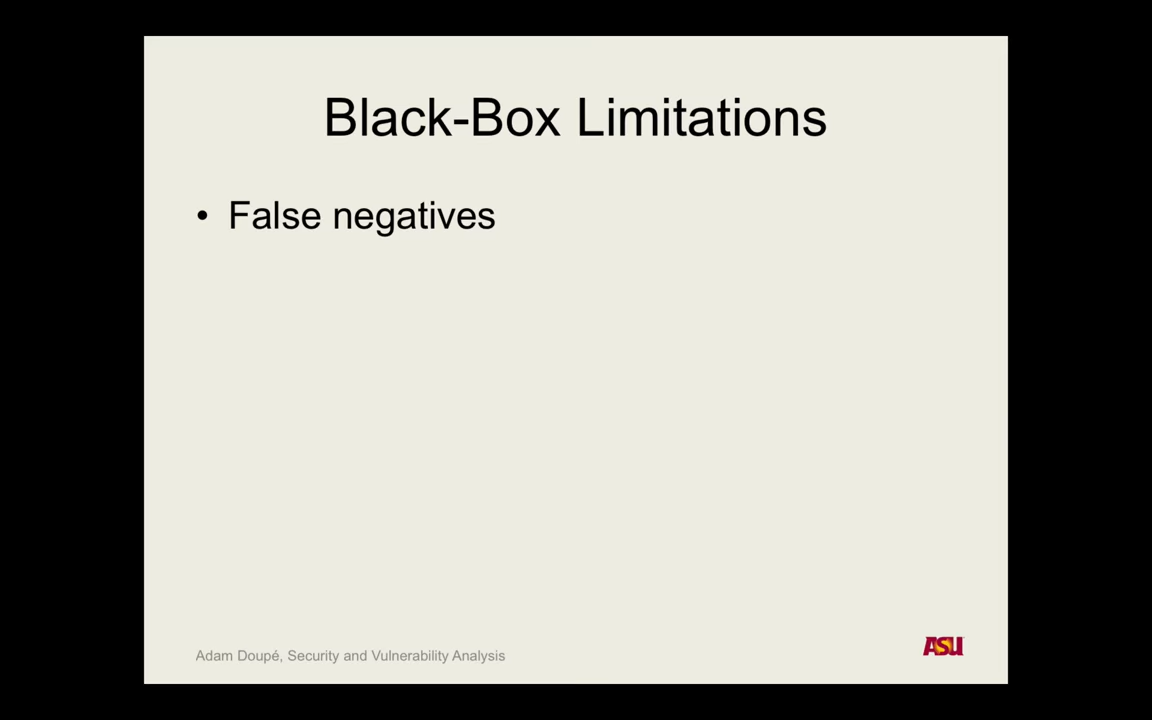 Black-Box Limitations
• False negatives
Adam Doupé, Security and Vulnerability Analysis
ASU